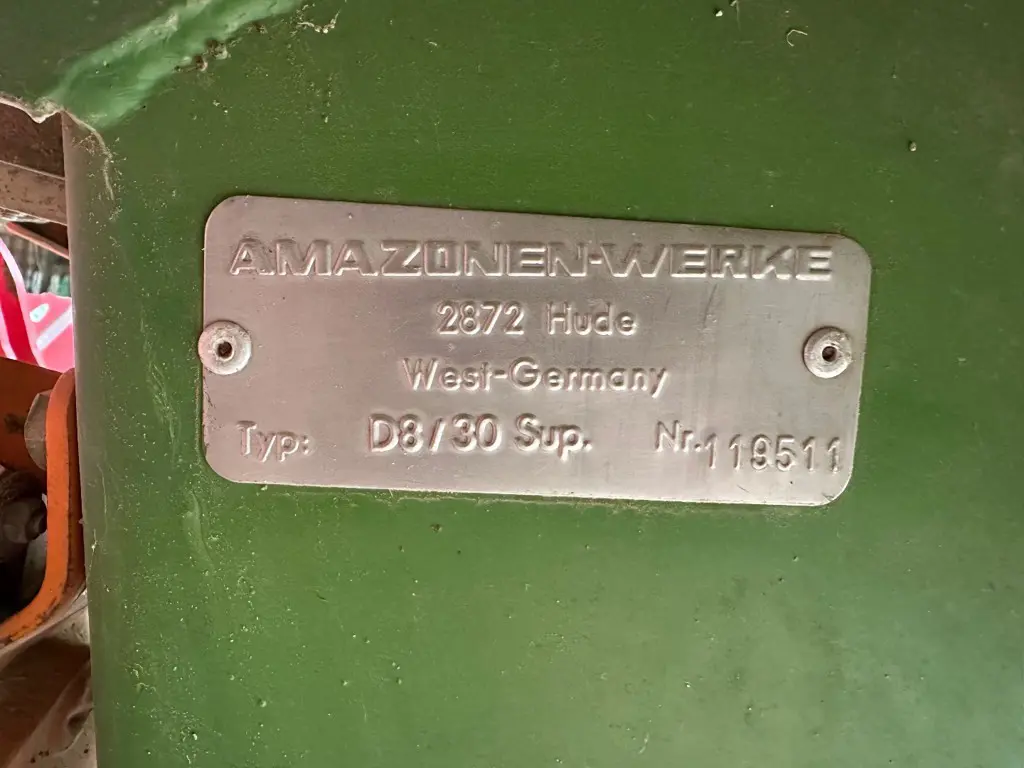 AMAZONEN-WERKE
2872 Hude
West-Germany
Typ: D8/30 Sup. Nr. 119511